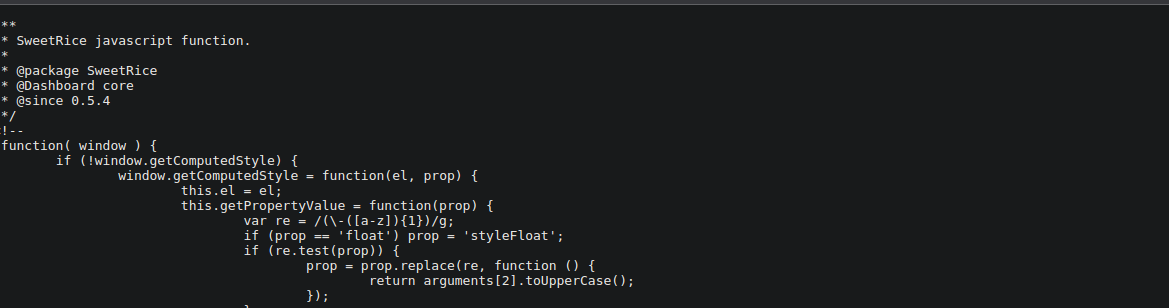 **
* SweetRice javascript function.
*
* @package SweetRice
* @Dashboard core
* @since 0.5.4
*/
!--
function( window ) {
if (!window.getComputedStyle) {
window.getComputedStyle = function(el, prop) {
this.el = el;
this.getPropertyValue = function(prop) {
var re = /(\-([a-z]){1})/g;
if (prop == 'float') prop = 'styleFloat';
if (re.test(prop)) {
prop = prop.replace(re, function () {
return arguments[2].toUpperCase();
});